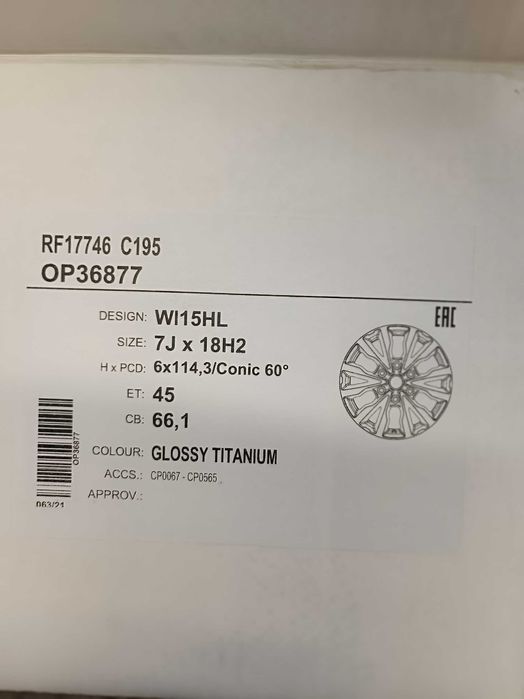 RF17746 C195
OP36877
EAC
DESIGN: WI15HL
SIZE: 7J x 18H2
H x PCD: 6x114,3/Conic 60°
ET: 45
CB: 66,1
COLOUR: GLOSSY TITANIUM
ACCS.: CP0067 - CP0565
APPROV.:
OP36877
063/21